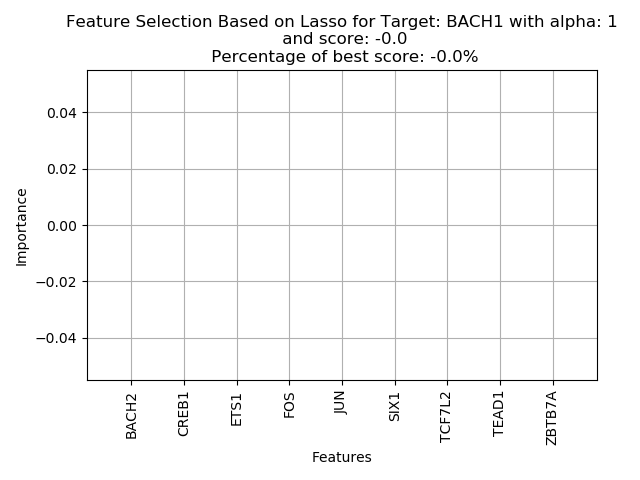 Feature Selection Based on Lasso for Target: BACH1 with alpha: 1
and score: -0.0
Percentage of best score: -0.0%
0.04
0.02
0.00
−0.02
−0.04
Importance
BACH2
CREB1
ETS1
FOS
JUN
SIX1
TCF7L2
TEAD1
ZBTB7A
Features